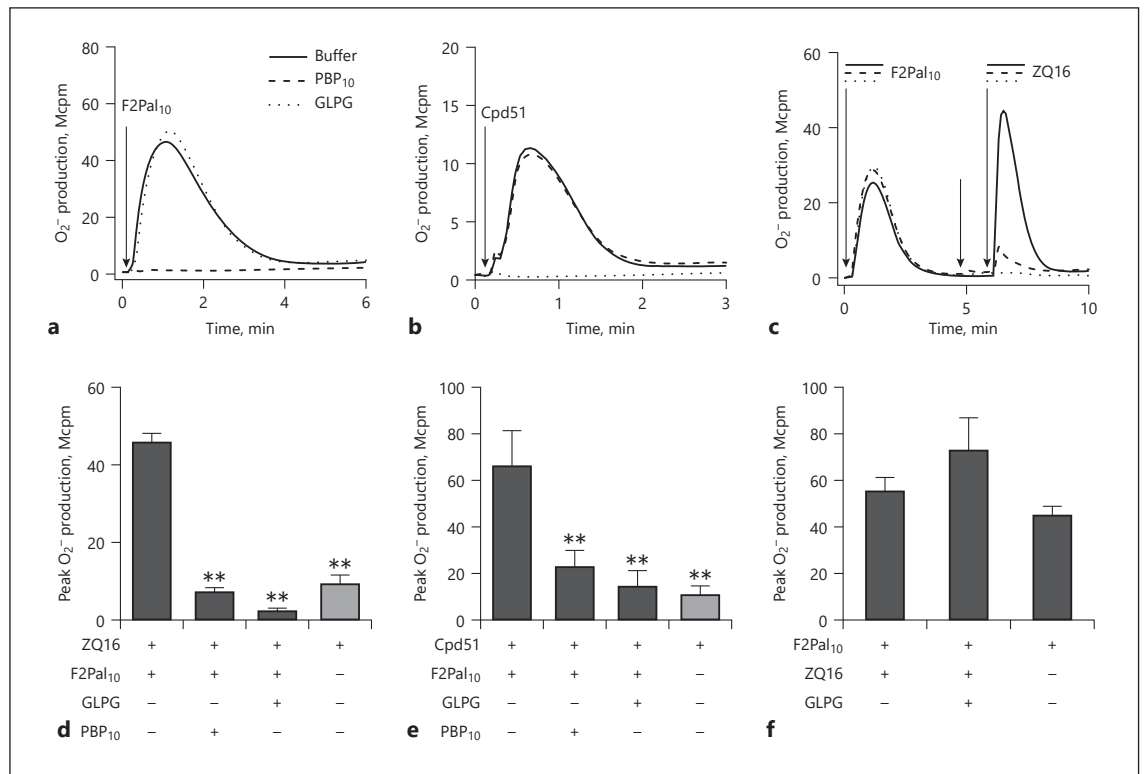 80
60
40
20
0
O₂⁻ production, Mcpm
F2Pal₁₀
Buffer
PBP₁₀
GLPG
0 2 4 6
Time, min
a
20
15
10
5
0
O₂⁻ production, Mcpm
Cpd51
0 1 2 3
Time, min
b
60
40
20
0
O₂⁻ production, Mcpm
F2Pal₁₀
ZQ16
0 5 10
Time, min
c
60
40
20
0
Peak O₂⁻ production, Mcpm
** ** **
ZQ16 + + + +
F2Pal₁₀ + + + –
GLPG – – + –
PBP₁₀ – + – –
d
100
80
60
40
20
0
Peak O₂⁻ production, Mcpm
** ** **
Cpd51 + + + +
F2Pal₁₀ + + + –
GLPG – – + –
PBP₁₀ – + – –
e
100
80
60
40
20
0
Peak O₂⁻ production, Mcpm
F2Pal₁₀ + + +
ZQ16 + + –
GLPG – + –
f